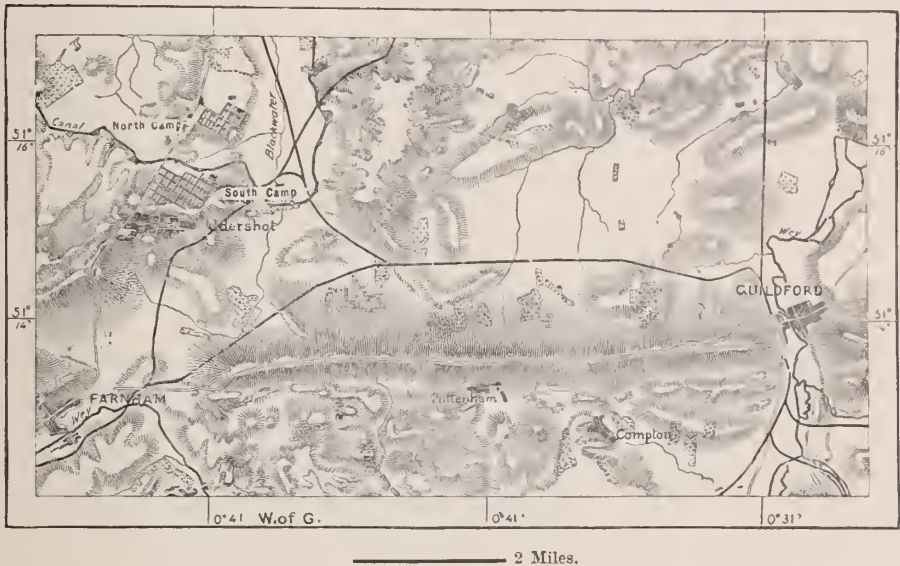 Canal
North Camp
Blackwater
51°
16'
51°
16'
South Camp
dershot
Wey
GUILDFORD
51°
14'
51°
FARNHAM
Wey
Puttenham
Compton
0°41' W. of G.
0°41'
0°31'
2 Miles.